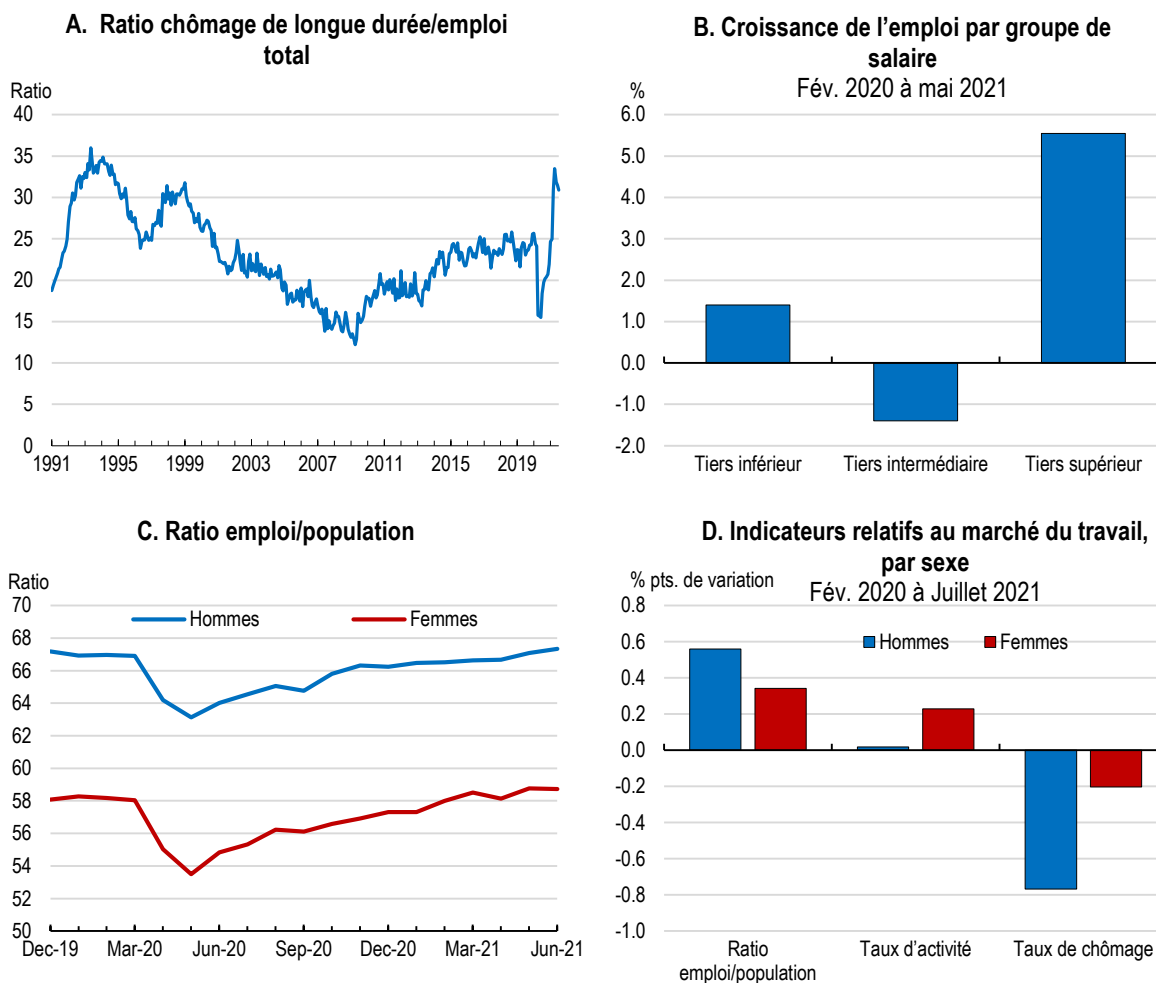 A. Ratio chômage de longue durée/emploi
total
Ratio
40
35
30
25
20
15
10
5
0
1991 1995 1999 2003 2007 2011 2015 2019
B. Croissance de l’emploi par groupe de
salaire
Fév. 2020 à mai 2021
%
6.0
5.0
4.0
3.0
2.0
1.0
0.0
-1.0
-2.0
Tiers inférieur Tiers intermédiaire Tiers supérieur
C. Ratio emploi/population
Ratio
70
68
66
64
62
60
58
56
54
52
50
Hommes Femmes
Dec-19 Mar-20 Jun-20 Sep-20 Dec-20 Mar-21 Jun-21
D. Indicateurs relatifs au marché du travail,
par sexe
% pts. de variation
Fév. 2020 à Juillet 2021
0.8
0.6
0.4
0.2
0.0
-0.2
-0.4
-0.6
-0.8
-1.0
Hommes Femmes
Ratio Taux d’activité Taux de chômage
emploi/population